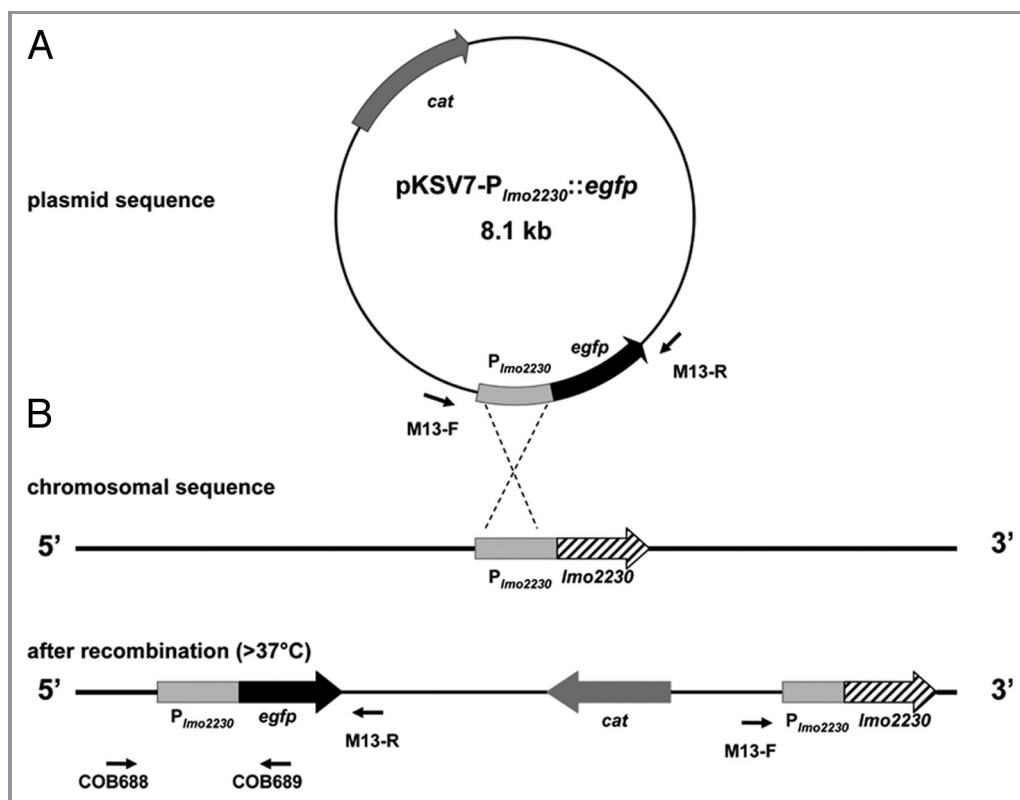 A
cat
pKSV7-Plmo2230::egfp
8.1 kb
plasmid sequence
egfp
Plmo2230
M13-R
M13-F
B
chromosomal sequence
5’
3’
Plmo2230 lmo2230
after recombination (>37°C)
5’
3’
Plmo2230 egfp
cat
Plmo2230 lmo2230
M13-R
M13-F
COB688
COB689